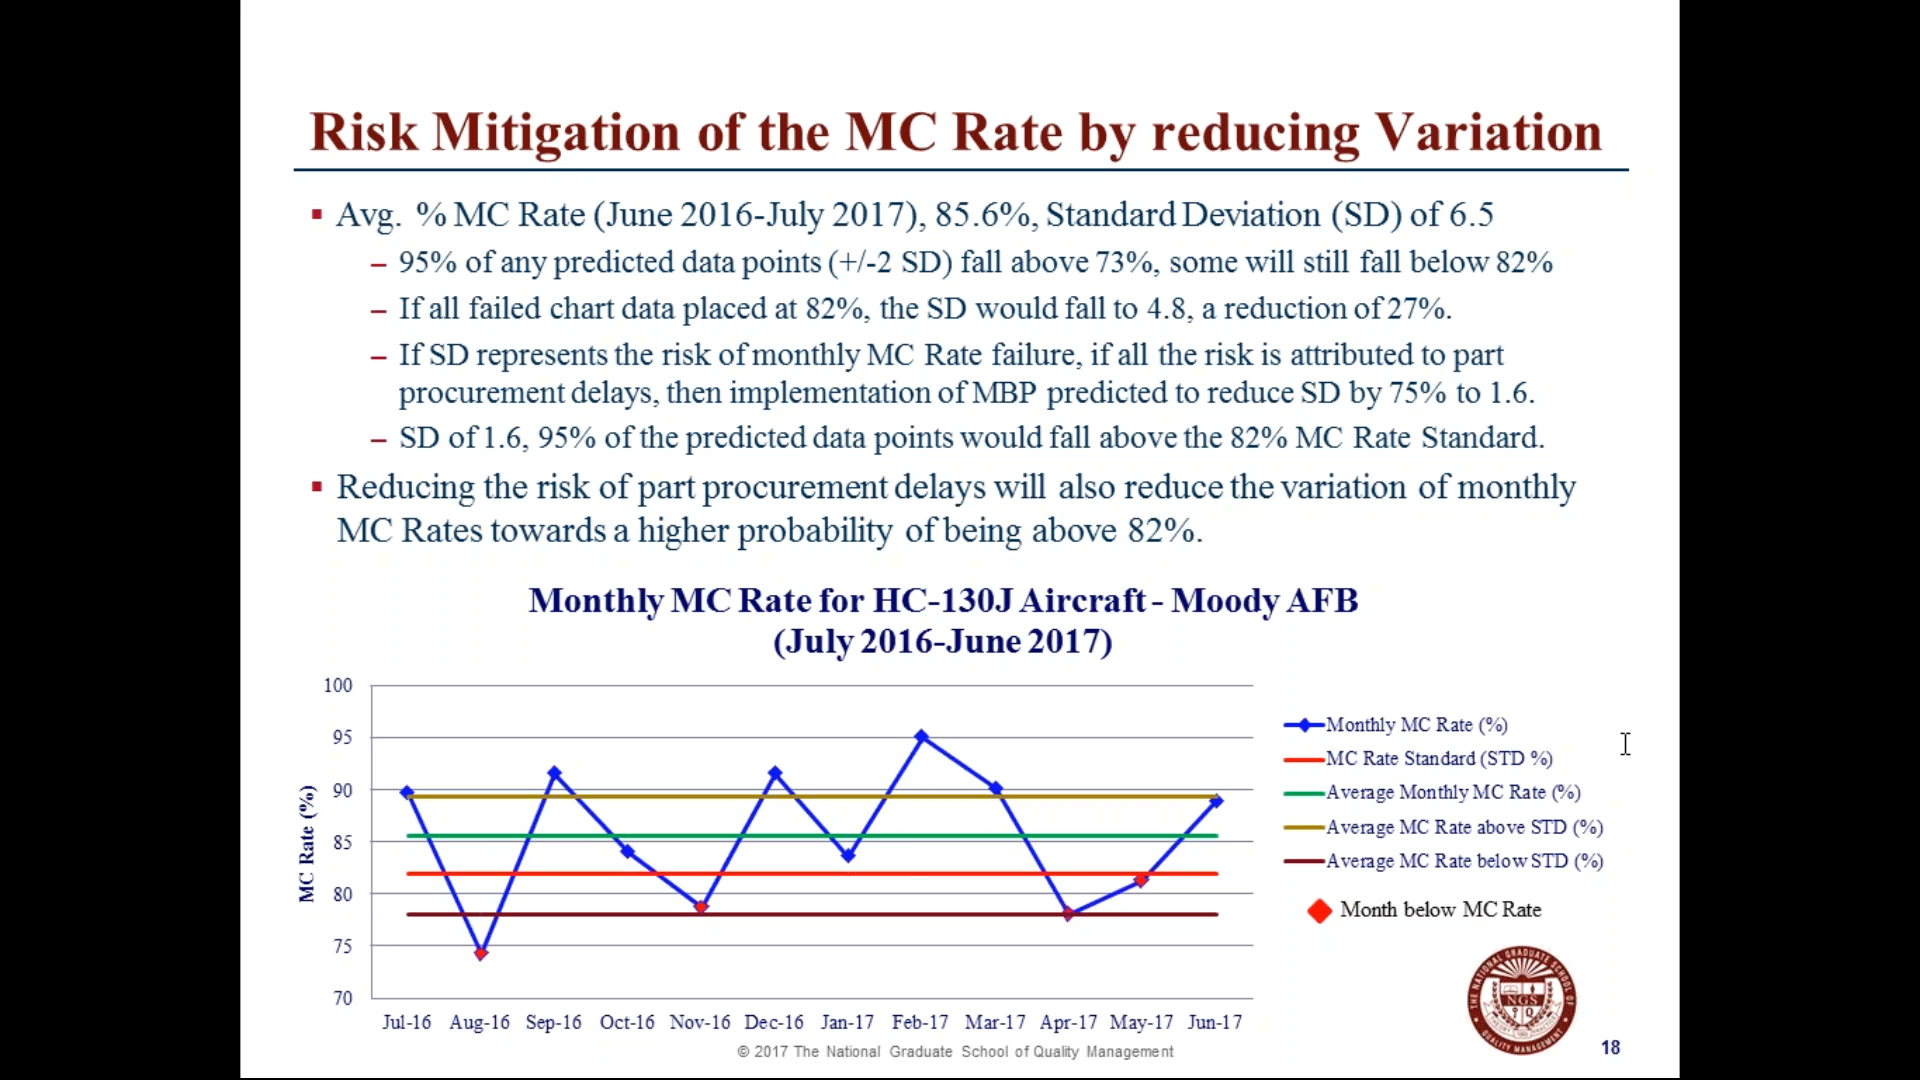 Risk Mitigation of the MC Rate by reducing Variation
Avg. % MC Rate (June 2016-July 2017), 85.6%, Standard Deviation (SD) of 6.5
– 95% of any predicted data points (+/-2 SD) fall above 73%, some will still fall below 82%
– If all failed chart data placed at 82%, the SD would fall to 4.8, a reduction of 27%.
– If SD represents the risk of monthly MC Rate failure, if all the risk is attributed to part
procurement delays, then implementation of MBP predicted to reduce SD by 75% to 1.6.
– SD of 1.6, 95% of the predicted data points would fall above the 82% MC Rate Standard.
Reducing the risk of part procurement delays will also reduce the variation of monthly
MC Rates towards a higher probability of being above 82%.
Monthly MC Rate for HC-130J Aircraft - Moody AFB
(July 2016-June 2017)
MC Rate (%)
100
95
90
85
80
75
70
Jul-16 Aug-16 Sep-16 Oct-16 Nov-16 Dec-16 Jan-17 Feb-17 Mar-17 Apr-17 May-17 Jun-17
Monthly MC Rate (%)
MC Rate Standard (STD %)
Average Monthly MC Rate (%)
Average MC Rate above STD (%)
Average MC Rate below STD (%)
Month below MC Rate
THE NATIONAL GRADUATE SCHOOL OF
QUALITY MANAGEMENT
NGS
© 2017 The National Graduate School of Quality Management
18